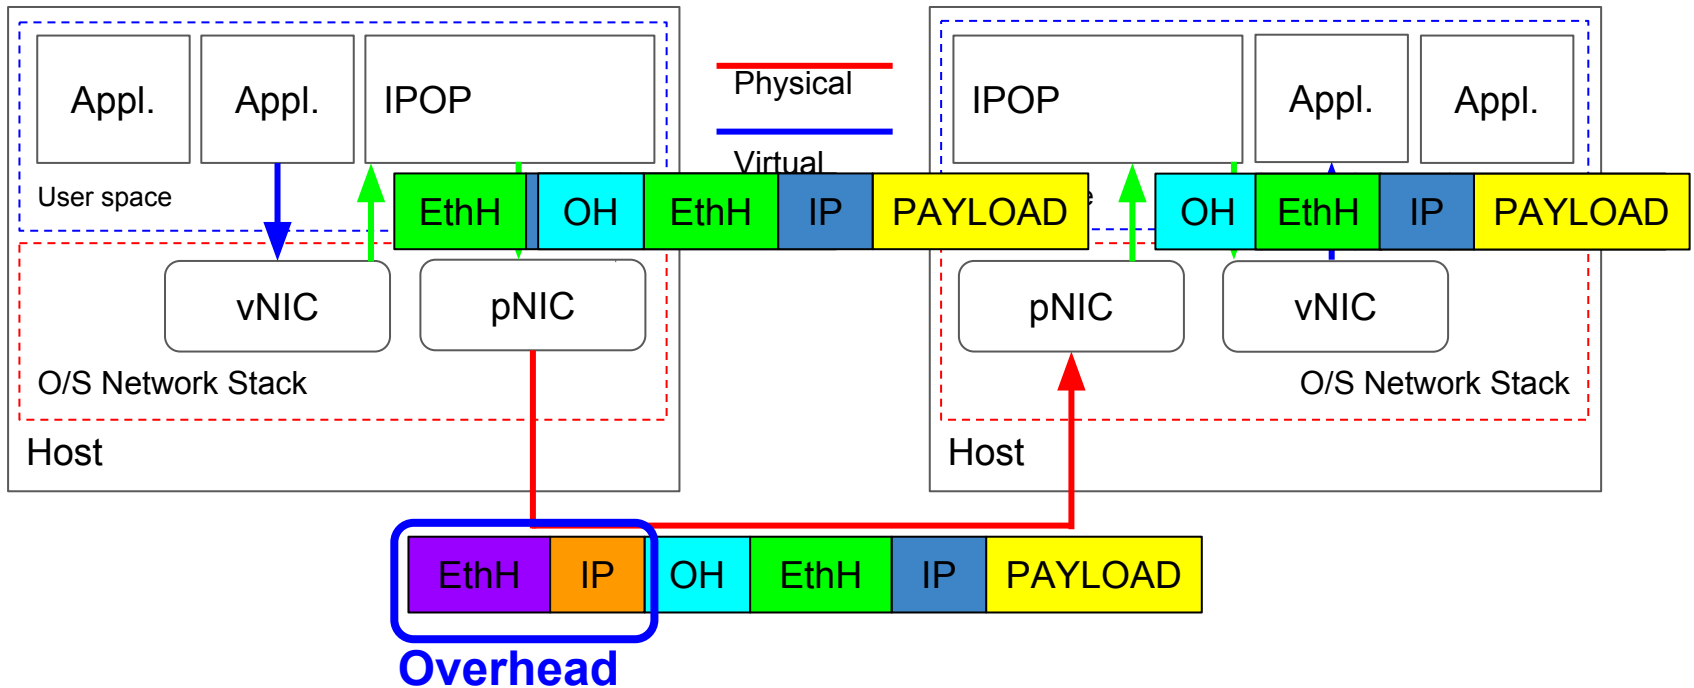 Appl.
Appl.
IPOP
User space
vNIC
pNIC
O/S Network Stack
Host
Physical
Virtual
IPOP
Appl.
Appl.
pNIC
vNIC
O/S Network Stack
Host
EthH OH EthH IP PAYLOAD
OH EthH IP PAYLOAD
EthH IP OH EthH IP PAYLOAD
Overhead